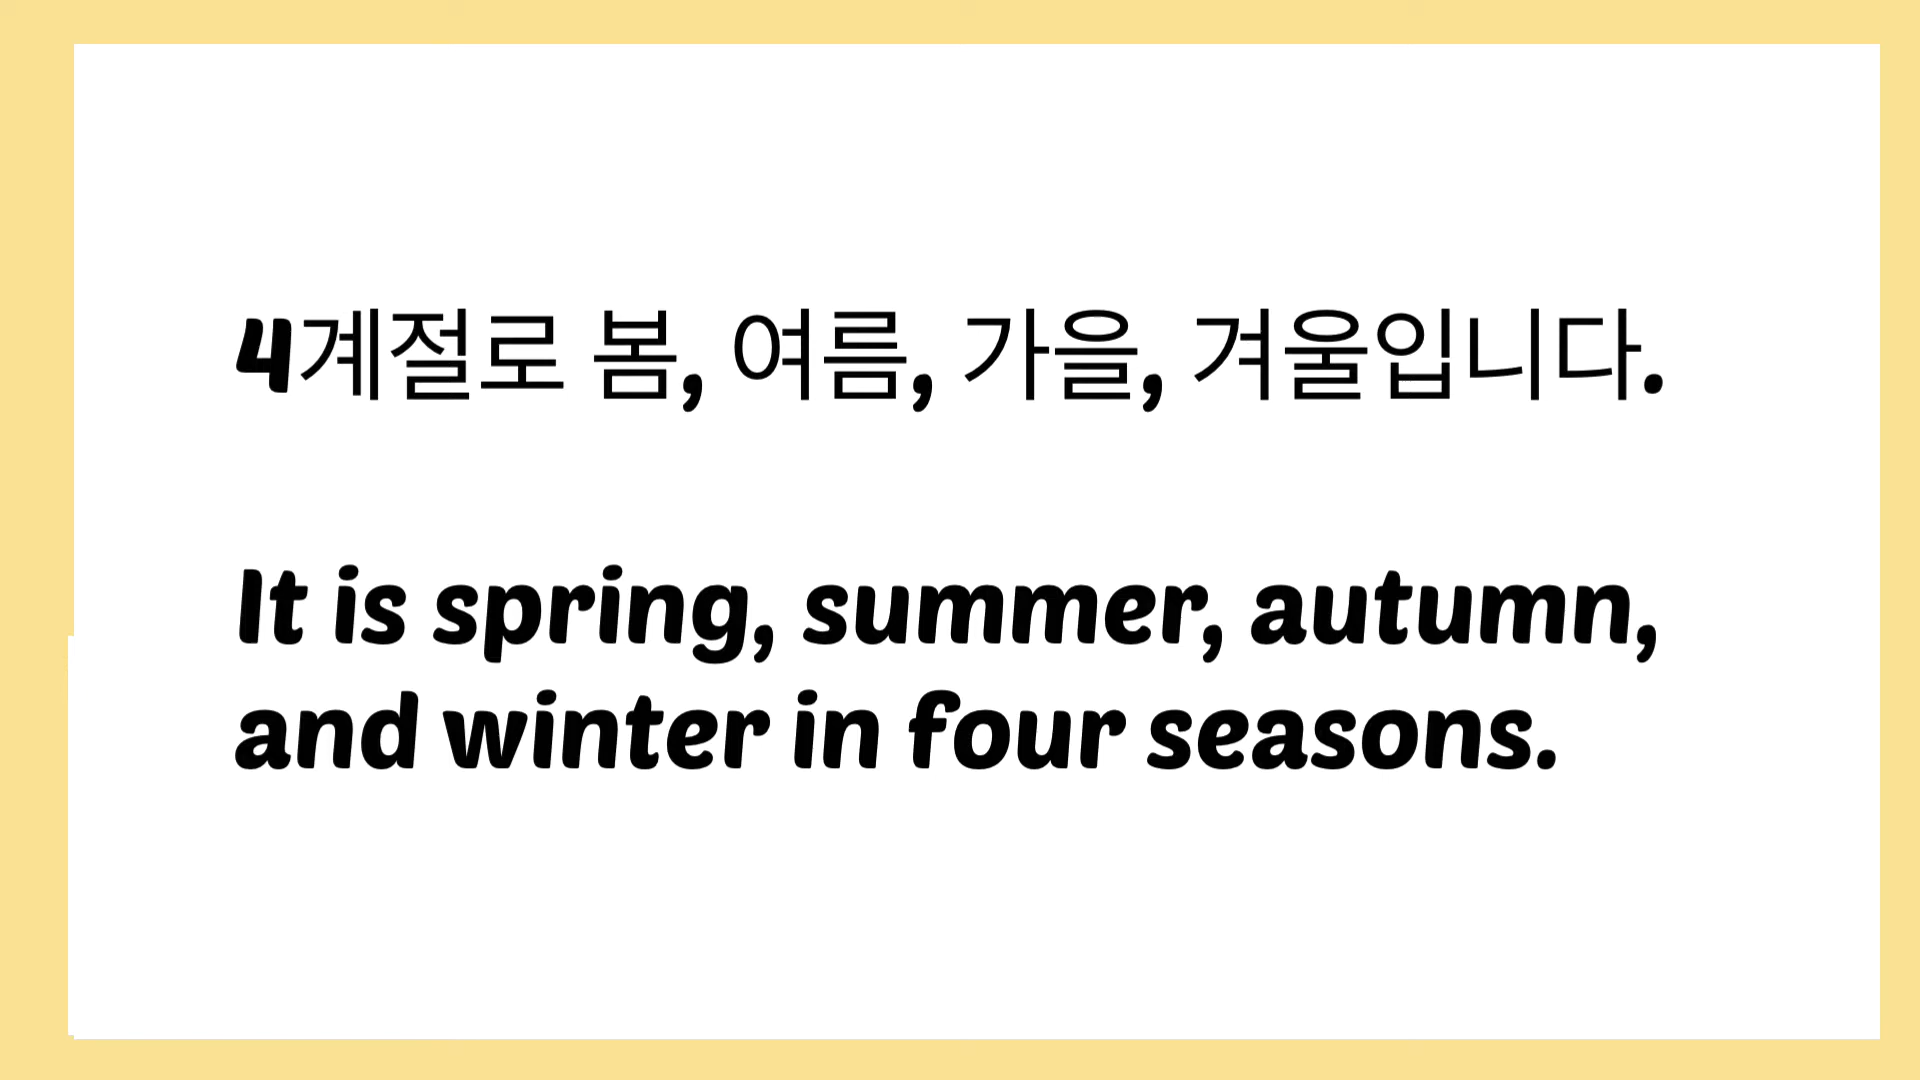 4계절로 봄, 여름, 가을, 겨울입니다.
It is spring, summer, autumn,
and winter in four seasons.